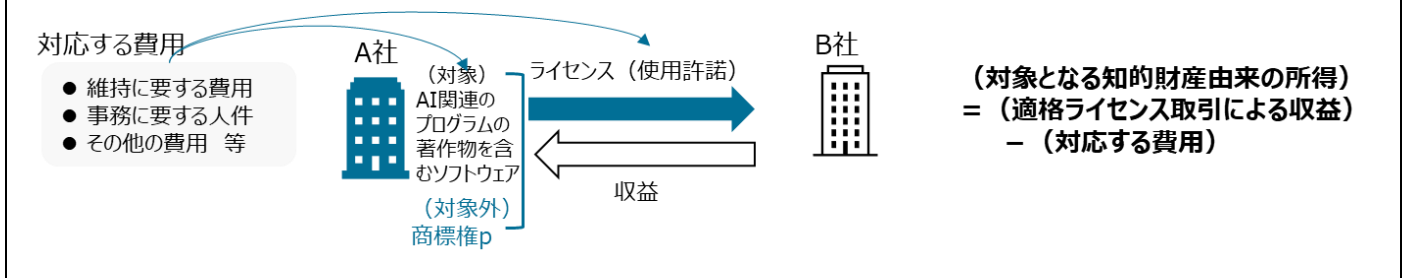 対応する費用
● 維持に要する費用
● 事務に要する人件
● その他の費用 等
A社
（対象）
AI関連の
プログラムの
著作物を含
むソフトウェア
（対象外）
商標権p
ライセンス（使用許諾）
収益
B社
（対象となる知的財産由来の所得）
＝（適格ライセンス取引による収益）
－（対応する費用）